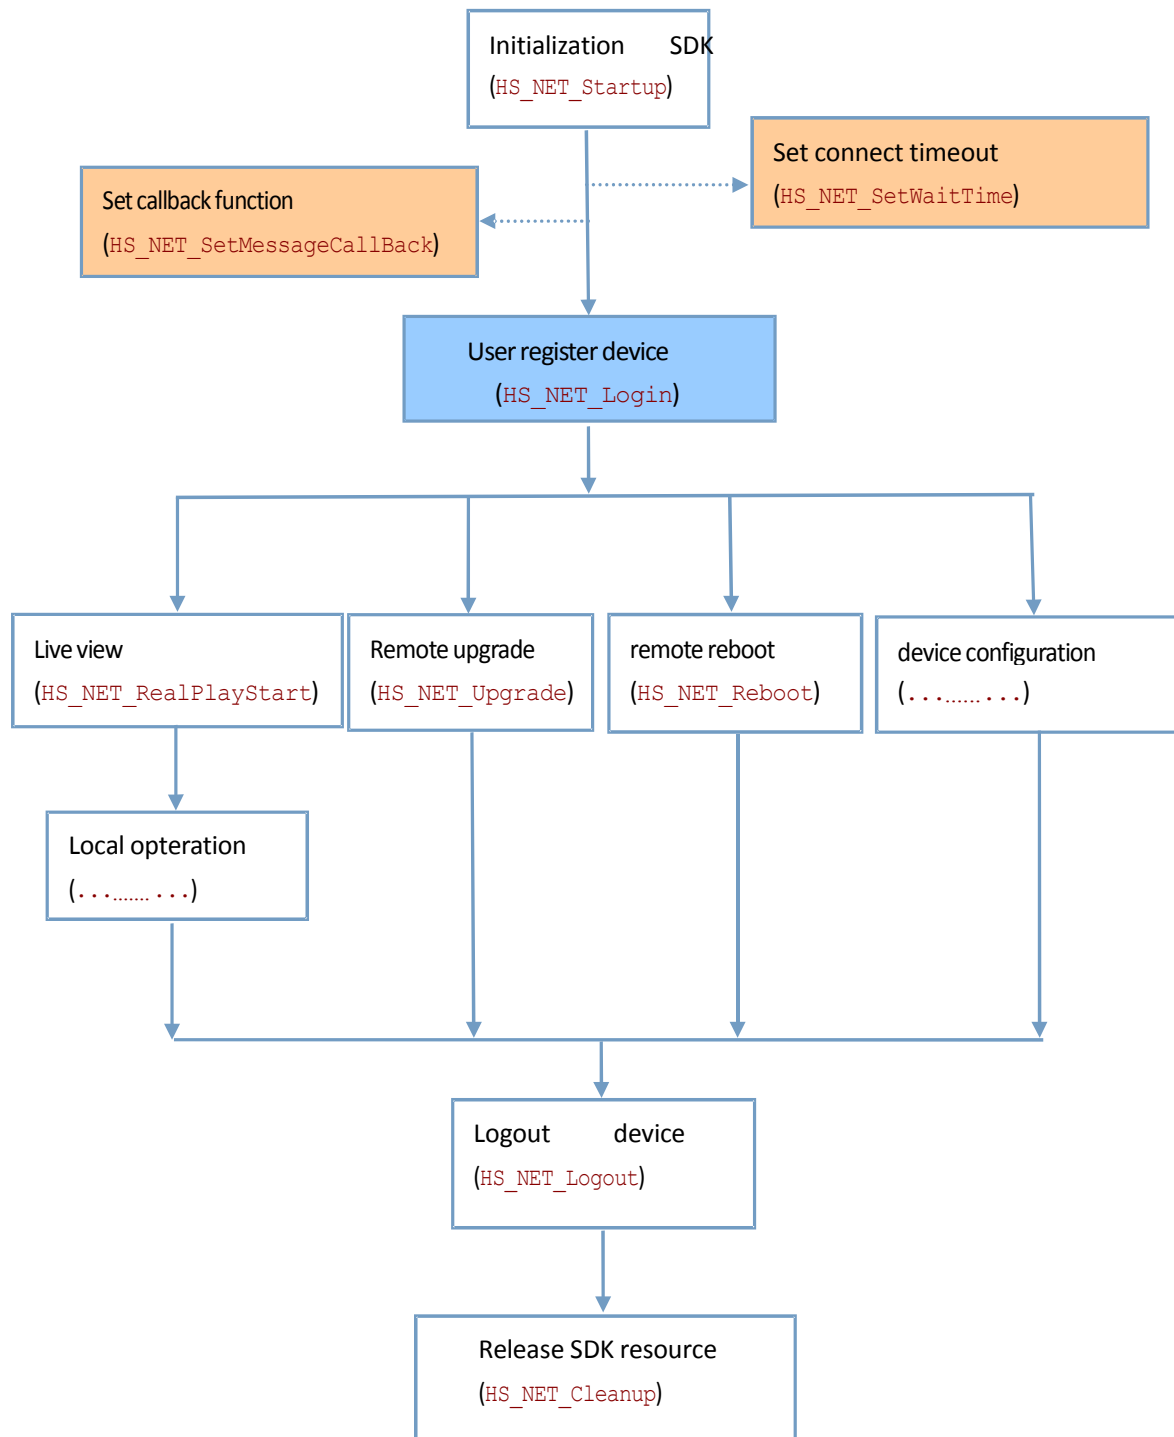 Initialization SDK
(HS_NET_Startup)
Set connect timeout
(HS_NET_SetWaitTime)
Set callback function
(HS_NET_SetMessageCallBack)
User register device
(HS_NET_Login)
Live view
(HS_NET_RealPlayStart)
Remote upgrade
(HS_NET_Upgrade)
remote reboot
(HS_NET_Reboot)
device configuration
(............)
Local opteration
(.............)
Logout device
(HS_NET_Logout)
Release SDK resource
(HS_NET_Cleanup)